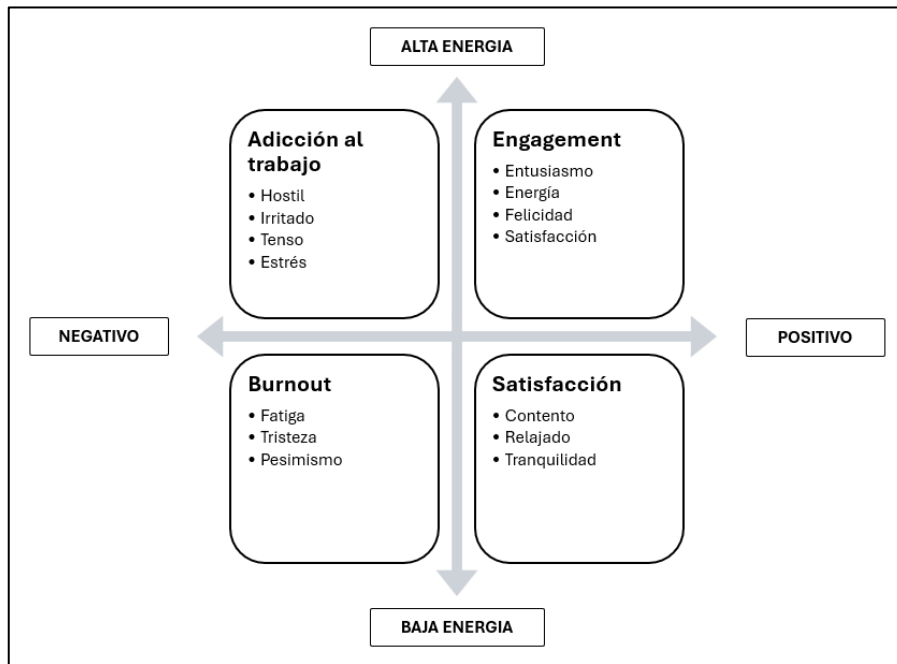 ALTA ENERGIA
Adicción al
trabajo
• Hostil
• Irritado
• Tenso
• Estrés
Engagement
• Entusiasmo
• Energía
• Felicidad
• Satisfacción
NEGATIVO
POSITIVO
Burnout
• Fatiga
• Tristeza
• Pesimismo
Satisfacción
• Contento
• Relajado
• Tranquilidad
BAJA ENERGIA